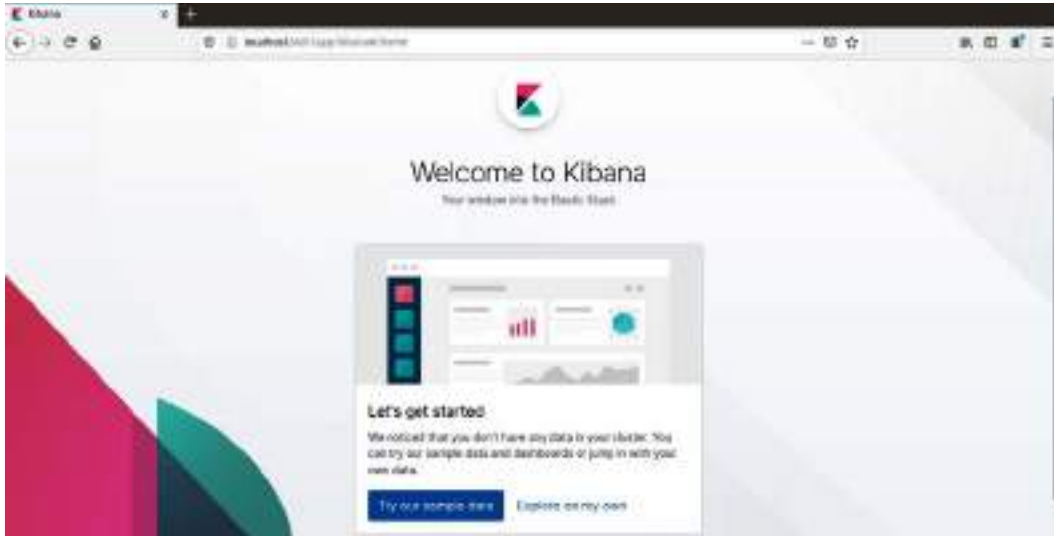 Kibana
Welcome to Kibana
Your window into the Elastic Stack
Let's get started
We noticed that you don't have any data in your cluster. You
can try our sample data and dashboards or jump in with your
own data.
Try our sample data Explore on my own